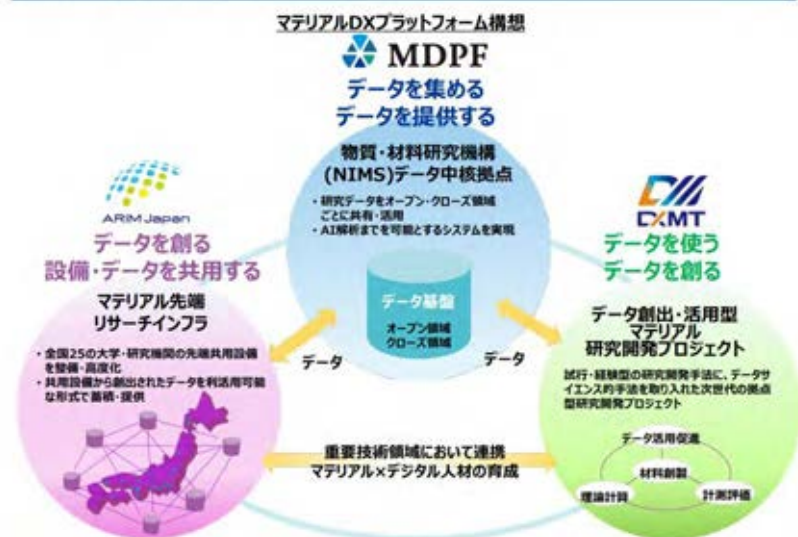 マテリアルDXプラットフォーム構想
MDPF
データを集める
データを提供する
物質・材料研究機構
(NIMS)データ中核拠点
・研究データをオープン・クローズ領域
ごとに共有・活用
・AI解析までを可能とするシステムを実現
データ基盤
オープン領域
クローズ領域
ARIM Japan
データを創る
設備・データを共用する
マテリアル先端
リサーチインフラ
・全国25の大学・研究機関の先端共用設備
を整備・高度化
・共用設備から創出されたデータを利活用可能
な形式で蓄積・提供
DXMT
データを使う
データを創る
データ創出・活用型
マテリアル
研究開発プロジェクト
試行・経験型の研究開発手法に、データサ
イエンス的手法を取り入れた次世代の拠点
型研究開発プロジェクト
データ活用促進
材料創製
理論計算
計測評価
データ
データ
重要技術領域において連携
マテリアル×デジタル人材の育成